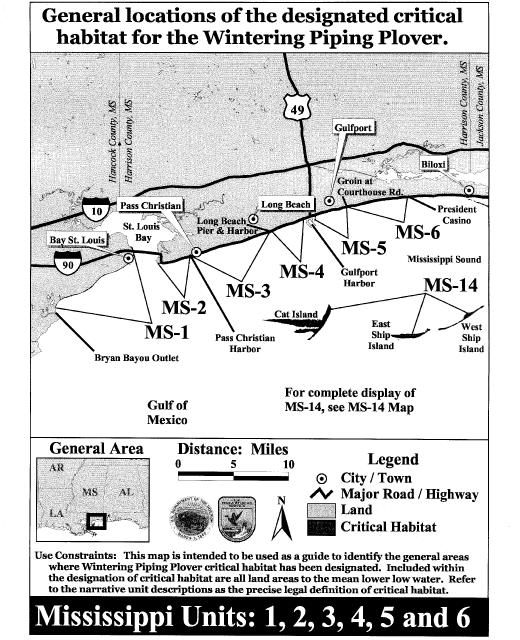 General locations of the designated critical
habitat for the Wintering Piping Plover.
Hancock County, MS
Harrison County, MS
Harrison County, MS
Jackson County, MS
49
Gulfport
Biloxi
Groin at
Courthouse Rd.
10
Pass Christian
Long Beach
Long Beach
Pier & Harbor
President
Casino
St. Louis
Bay
Bay St. Louis
90
MS-6
MS-5
Mississippi Sound
MS-4
Gulfport
Harbor
MS-3
MS-14
MS-2
Cat Island
MS-1
Pass Christian
Harbor
East
Ship
Island
West
Ship
Island
Bryan Bayou Outlet
For complete display of
MS-14, see MS-14 Map
Gulf of
Mexico
General Area
AR
MS
AL
LA
Distance: Miles
0 5 10
N
Legend
City / Town
Major Road / Highway
Land
Critical Habitat
Use Constraints: This map is intended to be used as a guide to identify the general areas
where Wintering Piping Plover critical habitat has been designated. Included within
the designation of critical habitat are all land areas to the mean lower low water. Refer
to the narrative unit descriptions as the precise legal definition of critical habitat.
Mississippi Units: 1, 2, 3, 4, 5 and 6